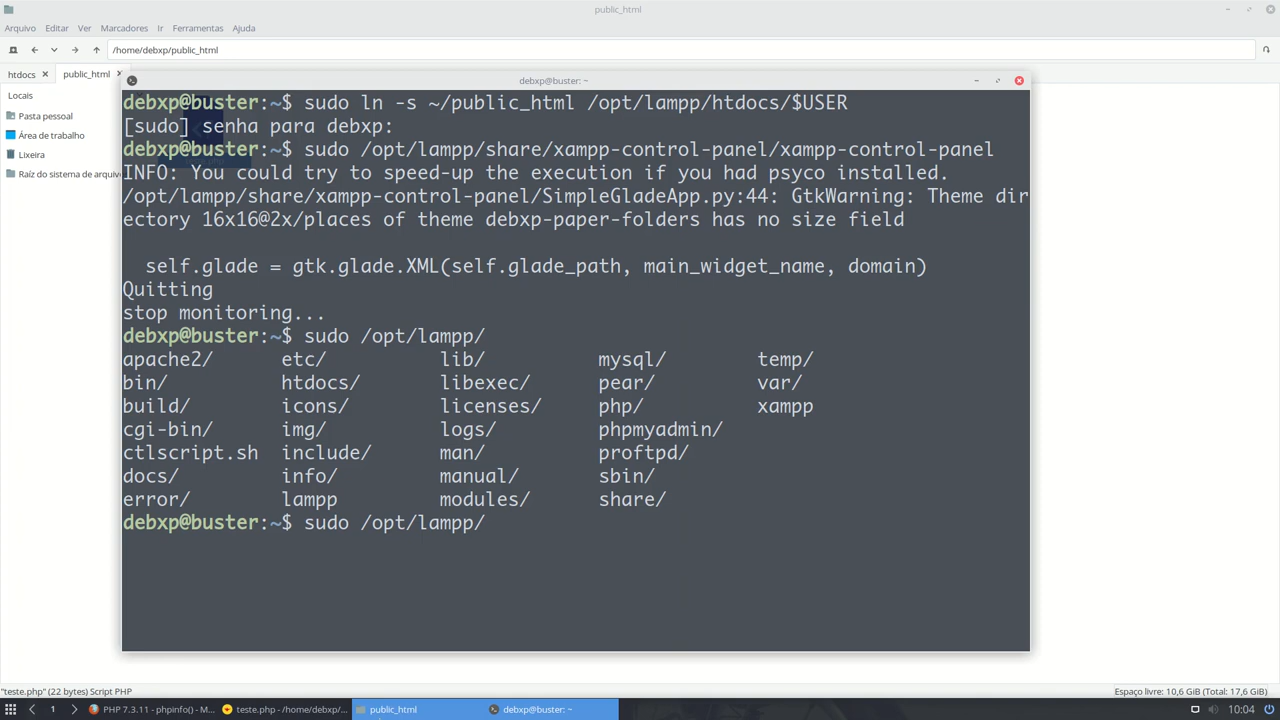 public_html
Arquivo Editar Ver Marcadores Ir Ferramentas Ajuda
/home/debxp/public_html
htdocs public_html
debxp@buster: ~
Locais
Pasta pessoal
Área de trabalho
Lixeira
Raíz do sistema de arquivo
debxp@buster:~$ sudo ln -s ~/public_html /opt/lampp/htdocs/$USER
[sudo] senha para debxp:
debxp@buster:~$ sudo /opt/lampp/share/xampp-control-panel/xampp-control-panel
INFO: You could try to speed-up the execution if you had psyco installed.
/opt/lampp/share/xampp-control-panel/SimpleGladeApp.py:44: GtkWarning: Theme dir
ectory 16x16@2x/places of theme debxp-paper-folders has no size field
self.glade = gtk.glade.XML(self.glade_path, main_widget_name, domain)
Quitting
stop monitoring...
debxp@buster:~$ sudo /opt/lampp/
apache2/ etc/ lib/ mysql/ temp/
bin/ htdocs/ libexec/ pear/ var/
build/ icons/ licenses/ php/ xampp
cgi-bin/ img/ logs/ phpmyadmin/
ctlscript.sh include/ man/ proftpd/
docs/ info/ manual/ sbin/
error/ lampp modules/ share/
debxp@buster:~$ sudo /opt/lampp/
"teste.php" (22 bytes) Script PHP
Espaço livre: 10,6 GiB (Total: 17,6 GiB)
1 PHP 7.3.11 - phpinfo() - M... teste.php - /home/debxp/... public_html debxp@buster: ~ 10:04